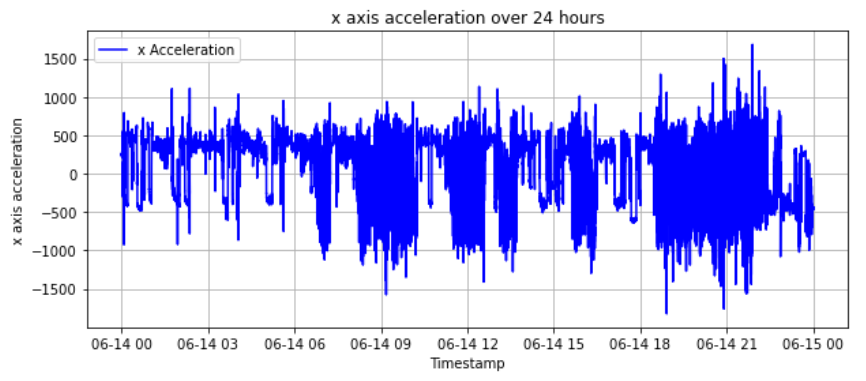 x axis acceleration over 24 hours
x Acceleration
1500
1000
500
0
−500
−1000
−1500
x axis acceleration
06-14 00 06-14 03 06-14 06 06-14 09 06-14 12 06-14 15 06-14 18 06-14 21 06-15 00
Timestamp